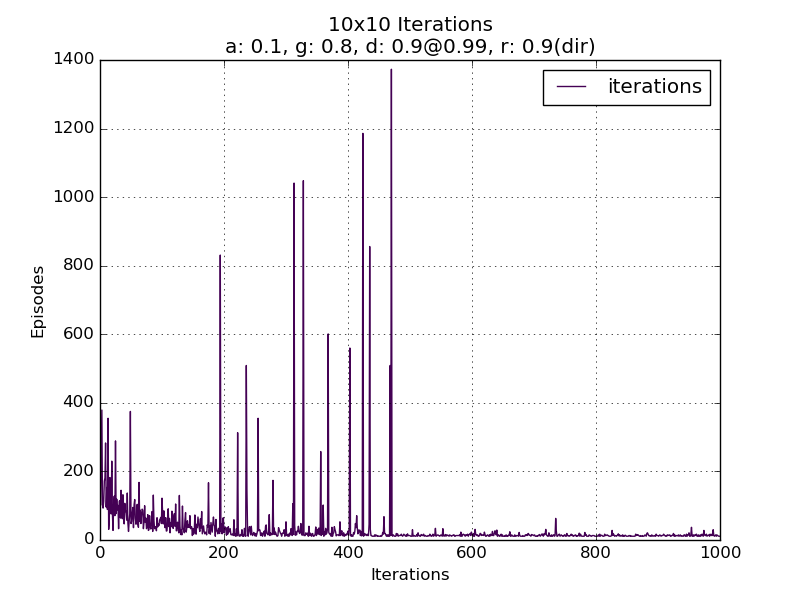 10x10 Iterations
a: 0.1, g: 0.8, d: 0.9@0.99, r: 0.9(dir)
1400
iterations
1200
1000
800
600
400
200
0
Episodes
0 200 400 600 800 1000
Iterations